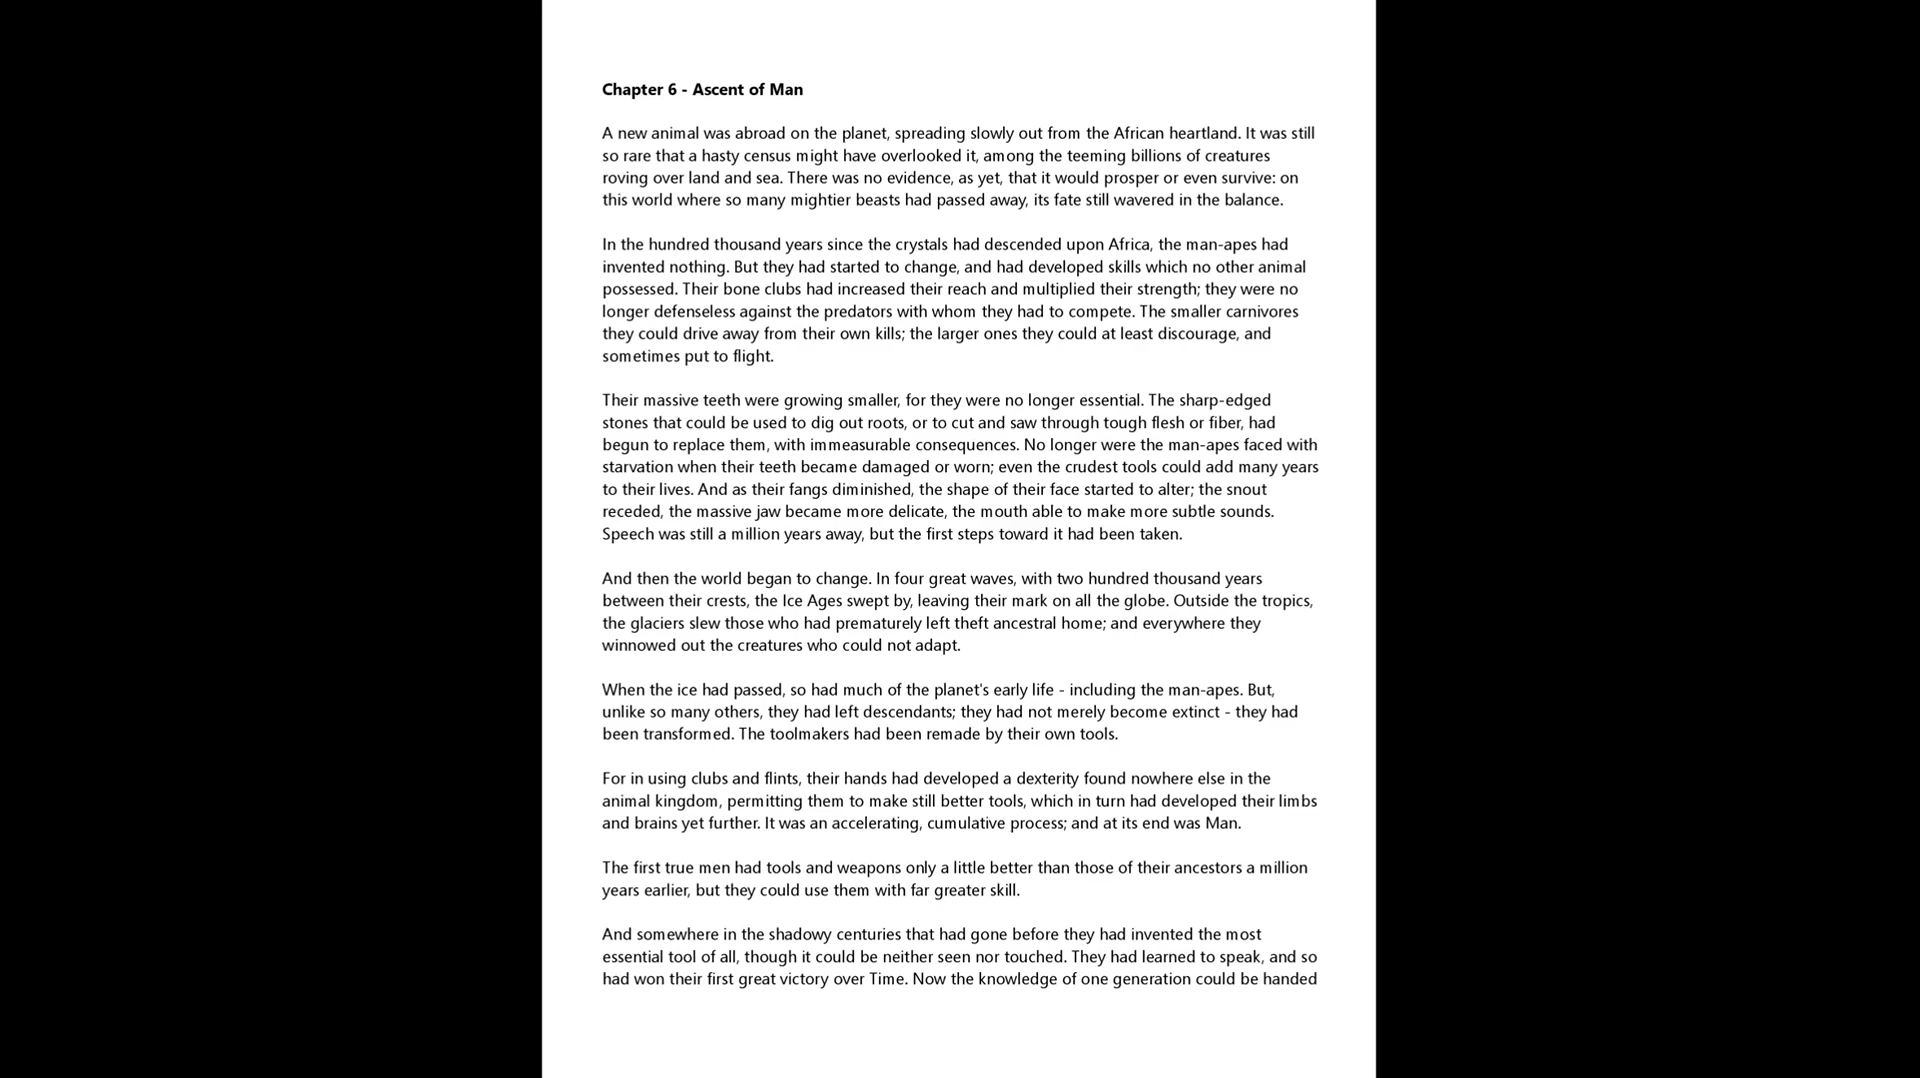 Chapter 6 - Ascent of Man
A new animal was abroad on the planet, spreading slowly out from the African heartland. It was still
so rare that a hasty census might have overlooked it, among the teeming billions of creatures
roving over land and sea. There was no evidence, as yet, that it would prosper or even survive: on
this world where so many mightier beasts had passed away, its fate still wavered in the balance.
In the hundred thousand years since the crystals had descended upon Africa, the man-apes had
invented nothing. But they had started to change, and had developed skills which no other animal
possessed. Their bone clubs had increased their reach and multiplied their strength; they were no
longer defenseless against the predators with whom they had to compete. The smaller carnivores
they could drive away from their own kills; the larger ones they could at least discourage, and
sometimes put to flight.
Their massive teeth were growing smaller, for they were no longer essential. The sharp-edged
stones that could be used to dig out roots, or to cut and saw through tough flesh or fiber, had
begun to replace them, with immeasurable consequences. No longer were the man-apes faced with
starvation when their teeth became damaged or worn; even the crudest tools could add many years
to their lives. And as their fangs diminished, the shape of their face started to alter; the snout
receded, the massive jaw became more delicate, the mouth able to make more subtle sounds.
Speech was still a million years away, but the first steps toward it had been taken.
And then the world began to change. In four great waves, with two hundred thousand years
between their crests, the Ice Ages swept by, leaving their mark on all the globe. Outside the tropics,
the glaciers slew those who had prematurely left theft ancestral home; and everywhere they
winnowed out the creatures who could not adapt.
When the ice had passed, so had much of the planet's early life - including the man-apes. But,
unlike so many others, they had left descendants; they had not merely become extinct - they had
been transformed. The toolmakers had been remade by their own tools.
For in using clubs and flints, their hands had developed a dexterity found nowhere else in the
animal kingdom, permitting them to make still better tools, which in turn had developed their limbs
and brains yet further. It was an accelerating, cumulative process; and at its end was Man.
The first true men had tools and weapons only a little better than those of their ancestors a million
years earlier, but they could use them with far greater skill.
And somewhere in the shadowy centuries that had gone before they had invented the most
essential tool of all, though it could be neither seen nor touched. They had learned to speak, and so
had won their first great victory over Time. Now the knowledge of one generation could be handed